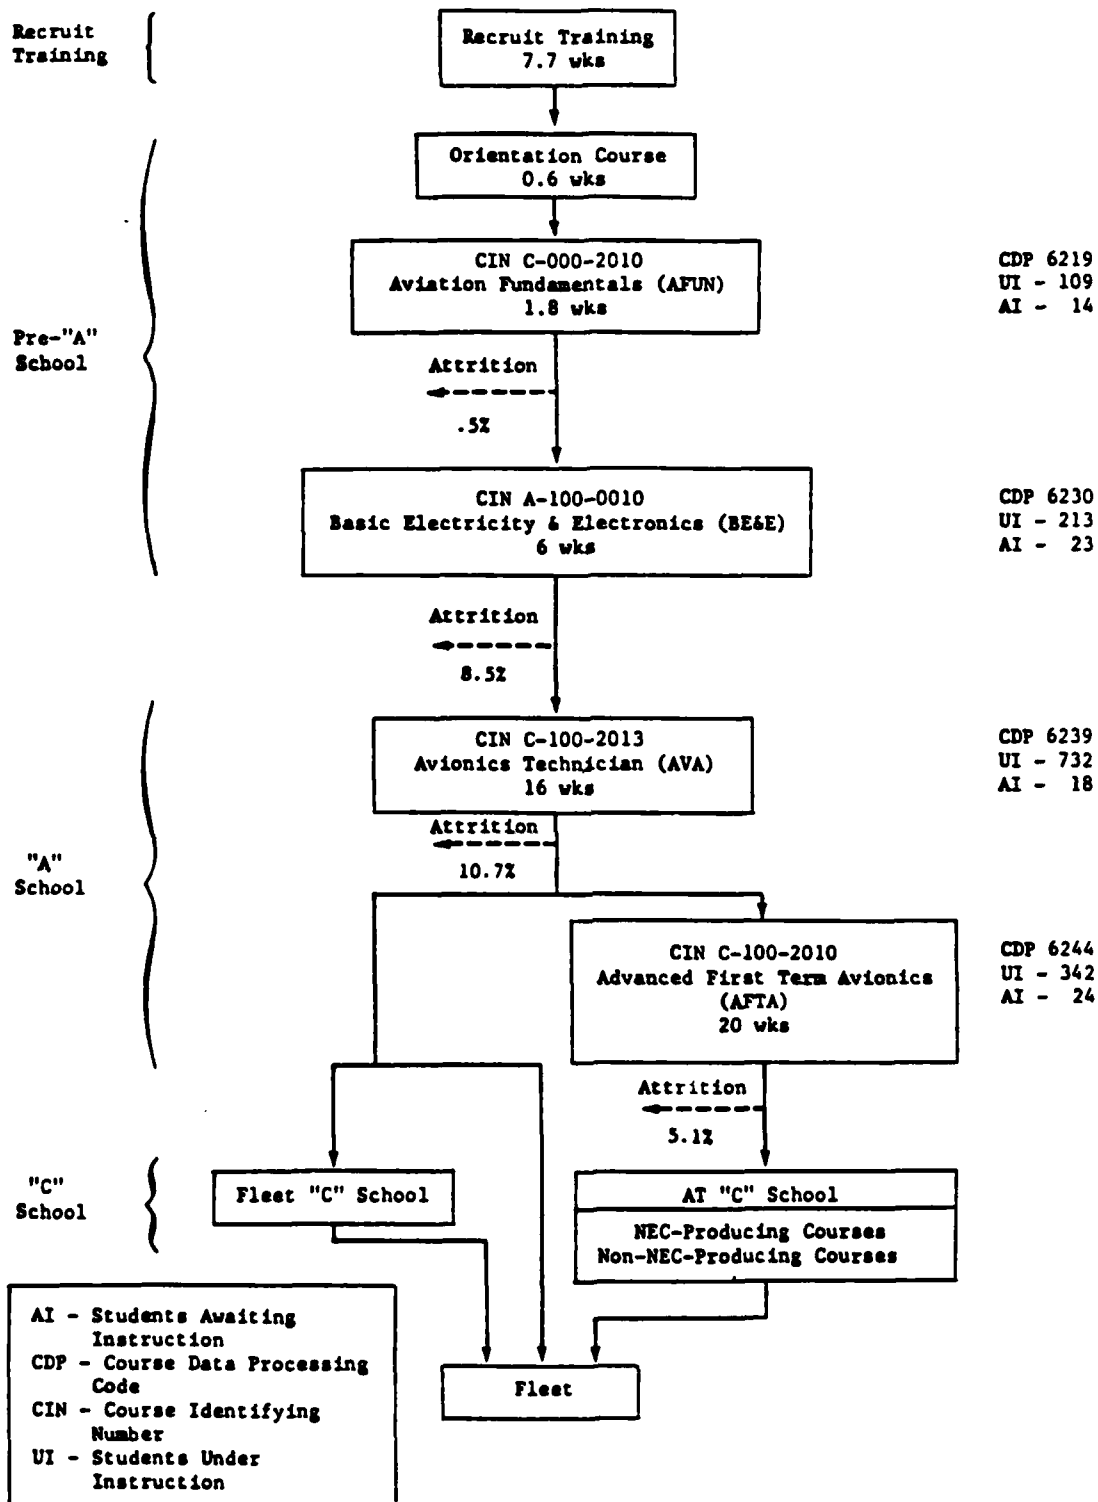 Recruit
Training
Recruit Training
7.7 wks
Orientation Course
0.6 wks
Pre-"A"
School
CIN C-000-2010
Aviation Fundamentals (AFUN)
1.8 wks
CDP 6219
UI - 109
AI - 14
Attrition
.5%
CIN A-100-0010
Basic Electricity & Electronics (BE&E)
6 wks
CDP 6230
UI - 213
AI - 23
Attrition
8.5%
CIN C-100-2013
Avionics Technician (AVA)
16 wks
CDP 6239
UI - 732
AI - 18
Attrition
10.7%
"A"
School
CIN C-100-2010
Advanced First Term Avionics
(AFTA)
20 wks
CDP 6244
UI - 342
AI - 24
Attrition
5.1%
"C"
School
Fleet "C" School
AT "C" School
NEC-Producing Courses
Non-NEC-Producing Courses
Fleet
AI - Students Awaiting
Instruction
CDP - Course Data Processing
Code
CIN - Course Identifying
Number
UI - Students Under
Instruction